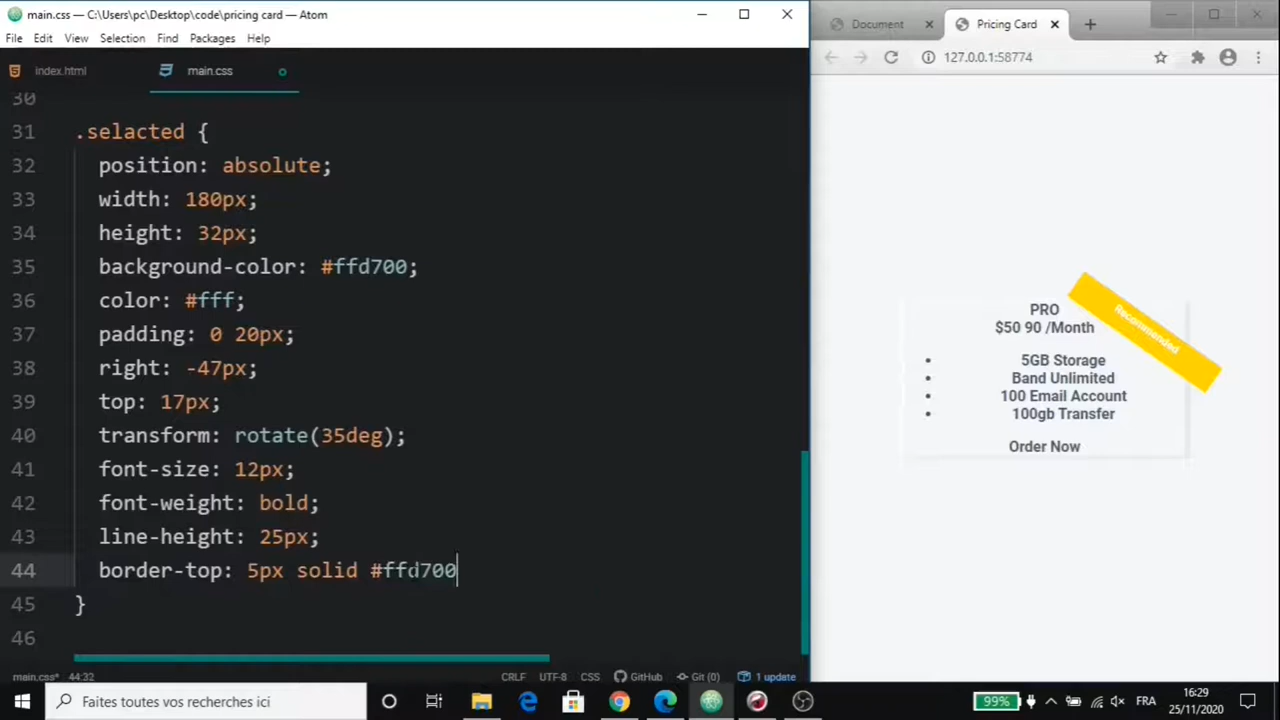 main.css — C:\Users\pc\Desktop\code\pricing card — Atom
File Edit View Selection Find Packages Help
index.html main.css
30
31 .selacted {
32 position: absolute;
33 width: 180px;
34 height: 32px;
35 background-color: #ffd700;
36 color: #fff;
37 padding: 0 20px;
38 right: -47px;
39 top: 17px;
40 transform: rotate(35deg);
41 font-size: 12px;
42 font-weight: bold;
43 line-height: 25px;
44 border-top: 5px solid #ffd700
45 }
46
main.css* 44:32 CRLF UTF-8 CSS GitHub Git (0) 1 update
Document Pricing Card
127.0.0.1:58774
Recommended
PRO
$50 90 /Month
5GB Storage
Band Unlimited
100 Email Account
100gb Transfer
Order Now
Faites toutes vos recherches ici
99% FRA 16:29
25/11/2020